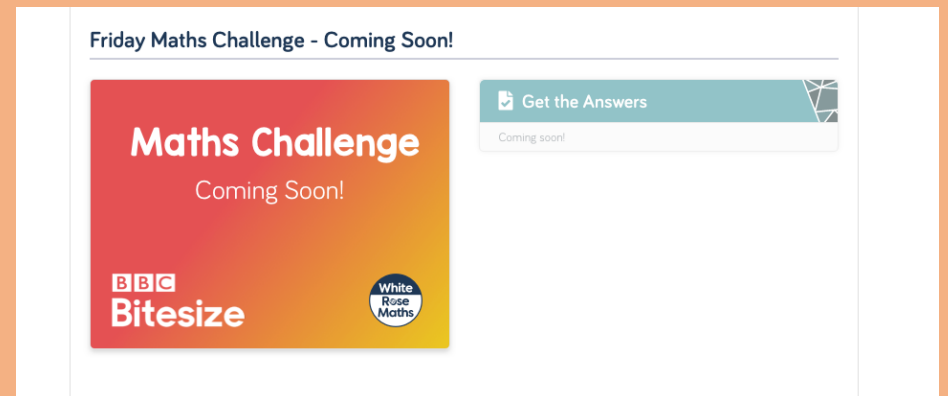 Friday Maths Challenge - Coming Soon!
Maths Challenge
Coming Soon!
BBC
Bitesize
White
Rose
Maths
Get the Answers
Coming soon!